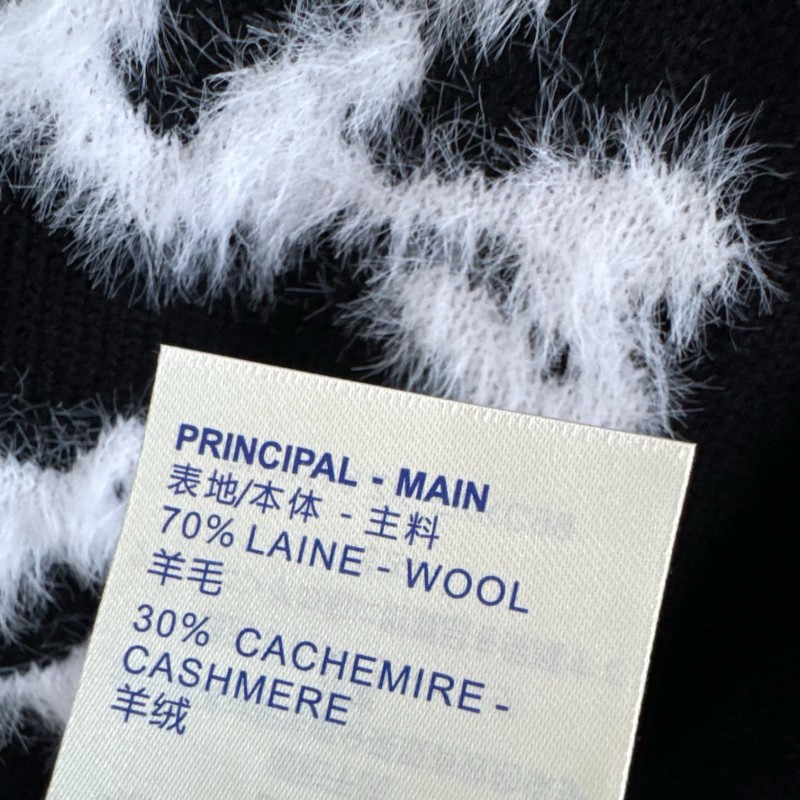 PRINCIPAL - MAIN
表地/本体 - 主料
70% LAINE - WOOL
羊毛
30% CACHEMIRE -
CASHMERE
羊绒